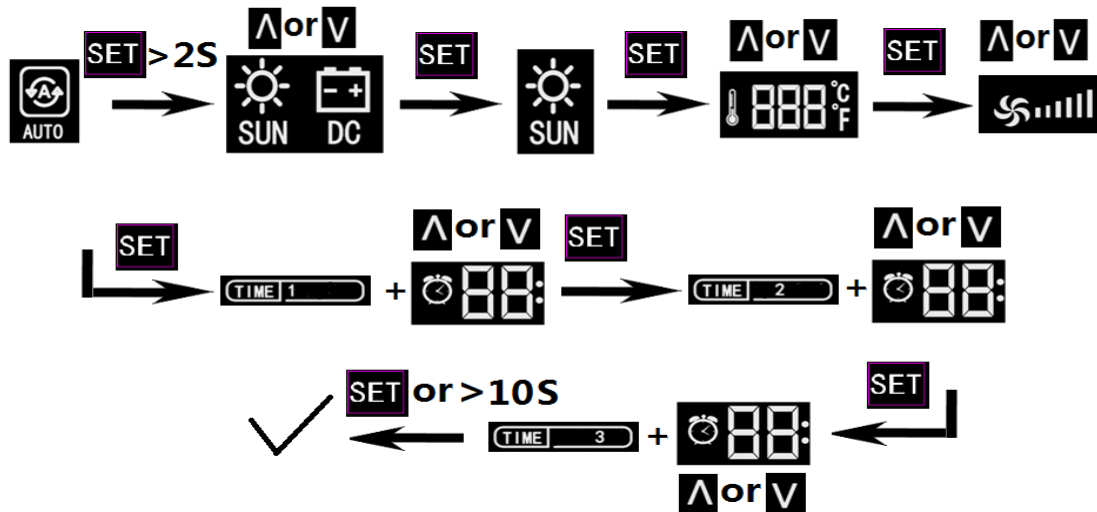 SET >2S Λ or V SET SET Λ or V SET Λ or V
AUTO SUN DC SUN 888 °C °F
SET Λ or V SET Λ or V
TIME 1 + 88: TIME 2 + 88:
SET or >10S SET
TIME 3 + 88:
Λ or V